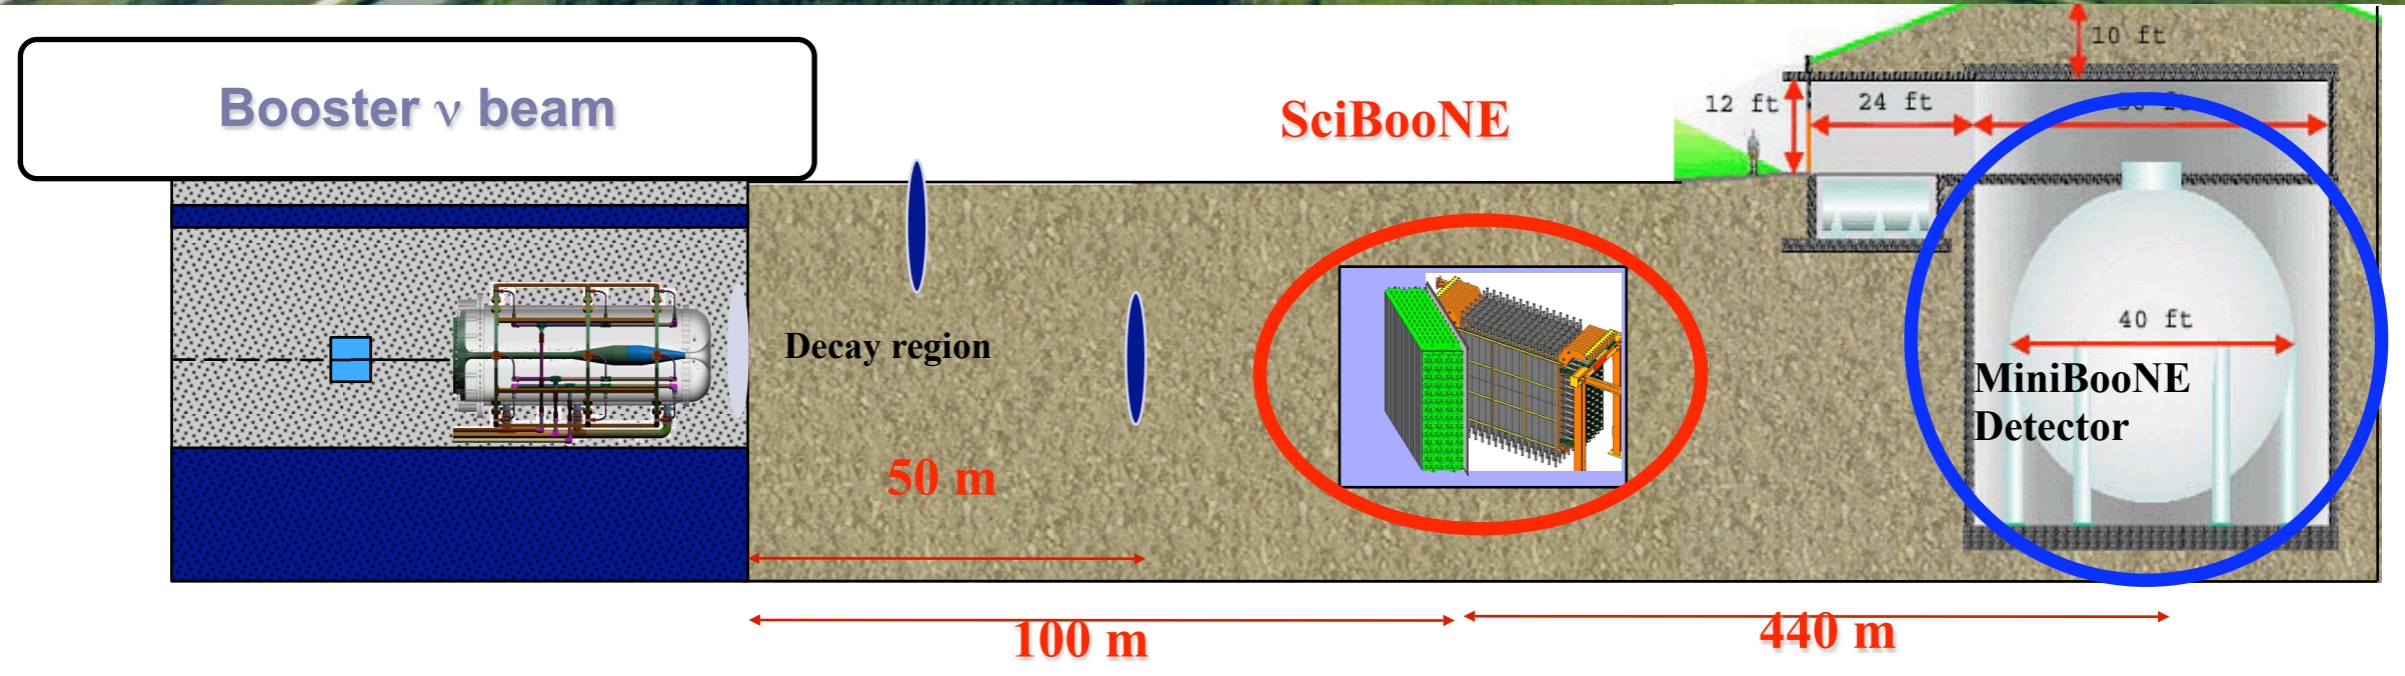 Booster ν beam
SciBooNE
10 ft
12 ft
24 ft
Decay region
50 m
40 ft
MiniBooNE
Detector
100 m
440 m